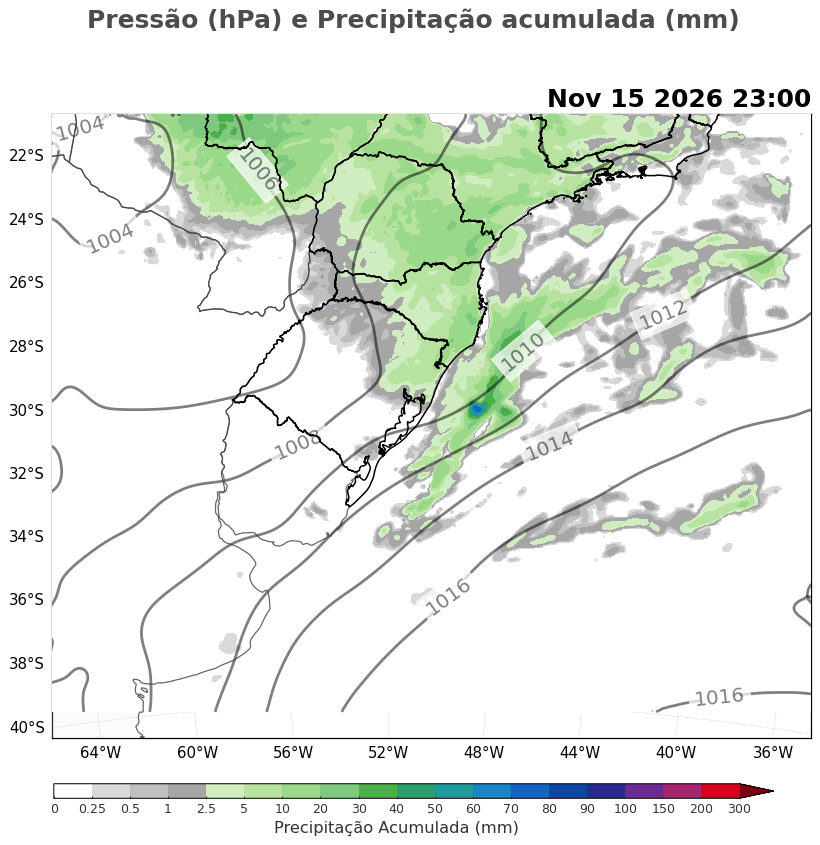 Pressão (hPa) e Precipitação acumulada (mm)
Nov 15 2026 23:00
1004
1006
1004
1012
1010
1008
1014
1016
1016
22°S
24°S
26°S
28°S
30°S
32°S
34°S
36°S
38°S
40°S
64°W 60°W 56°W 52°W 48°W 44°W 40°W 36°W
0 0.25 0.5 1 2.5 5 10 20 30 40 50 60 70 80 90 100 150 200 300
Precipitação Acumulada (mm)